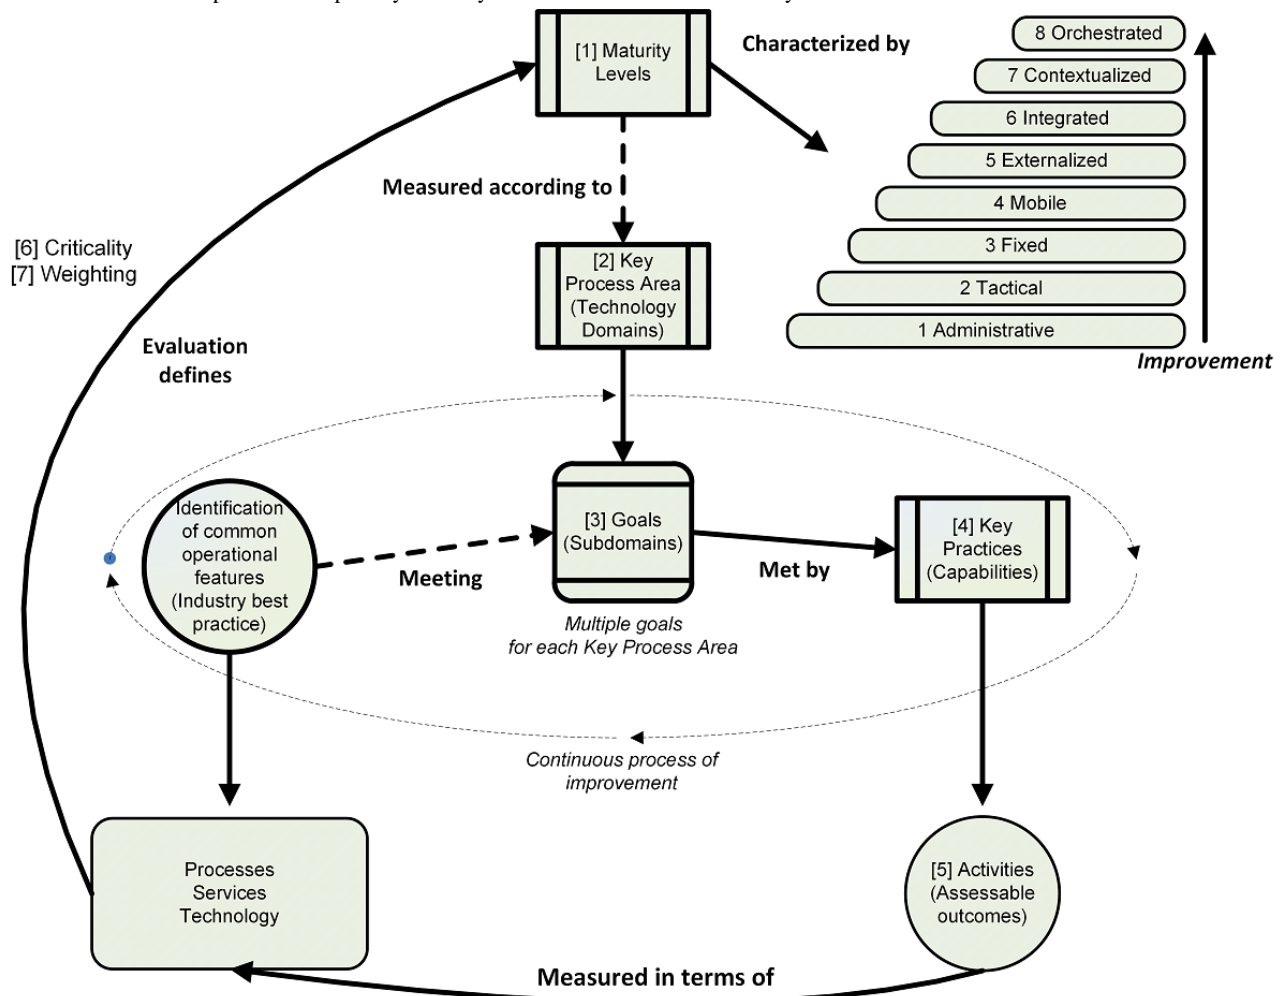 [1] Maturity
Levels
Characterized by
8 Orchestrated
7 Contextualized
6 Integrated
5 Externalized
4 Mobile
3 Fixed
2 Tactical
1 Administrative
Improvement
Measured according to
[2] Key
Process Area
(Technology
Domains)
[6] Criticality
[7] Weighting
Evaluation
defines
Identification
of common
operational
features
(Industry best
practice)
Meeting
[3] Goals
(Subdomains)
Multiple goals
for each Key Process Area
Met by
[4] Key
Practices
(Capabilities)
Continuous process of
improvement
Processes
Services
Technology
[5] Activities
(Assessable
outcomes)
Measured in terms of